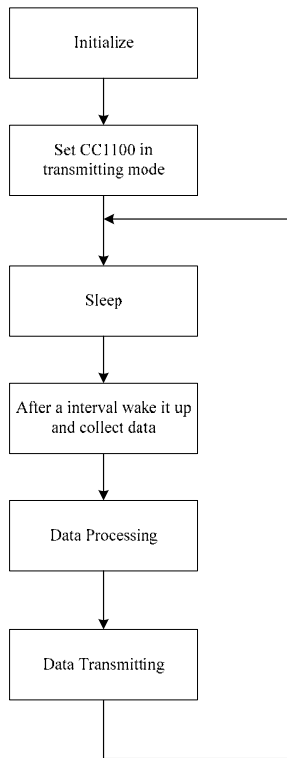 Initialize
Set CC1100 in
transmitting mode
Sleep
After a interval wake it up
and collect data
Data Processing
Data Transmitting